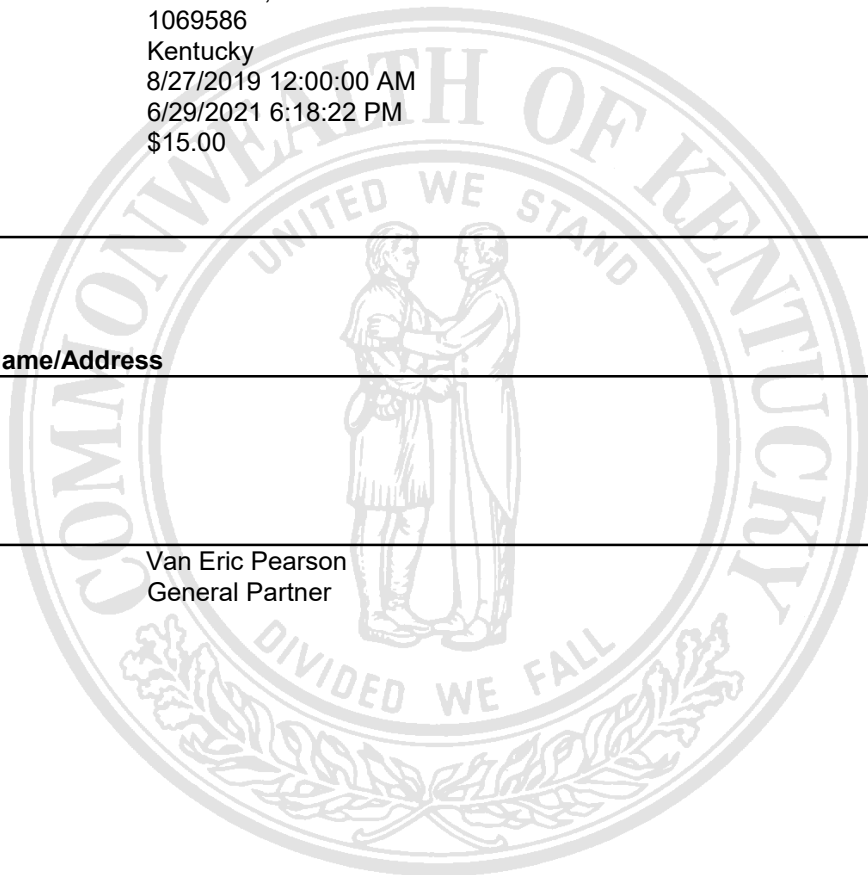 1069586
Kentucky
8/27/2019 12:00:00 AM
6/29/2021 6:18:22 PM
$15.00
COMMONWEALTH OF KENTUCKY
UNITED WE STAND
ame/Address
Van Eric Pearson
General Partner
DIVIDED WE FALL